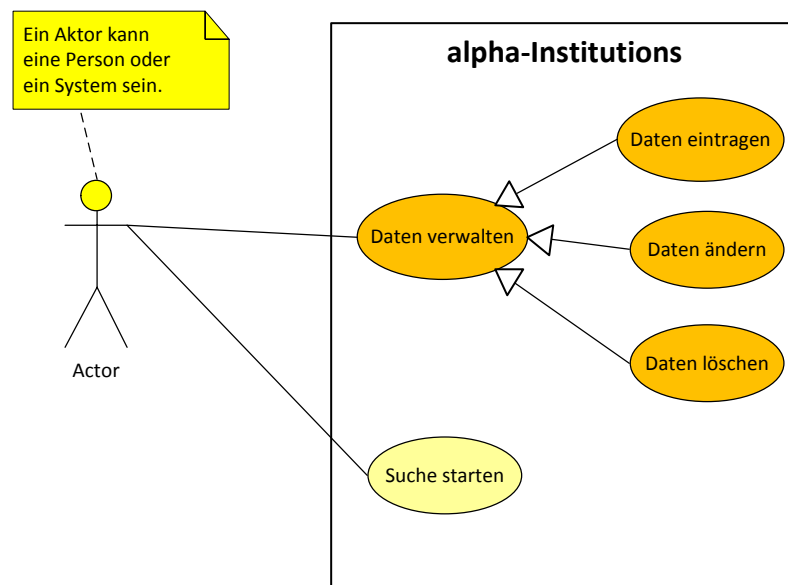 Ein Aktor kann
eine Person oder
ein System sein.
alpha-Institutions
Daten eintragen
Daten verwalten
Daten ändern
Daten löschen
Actor
Suche starten